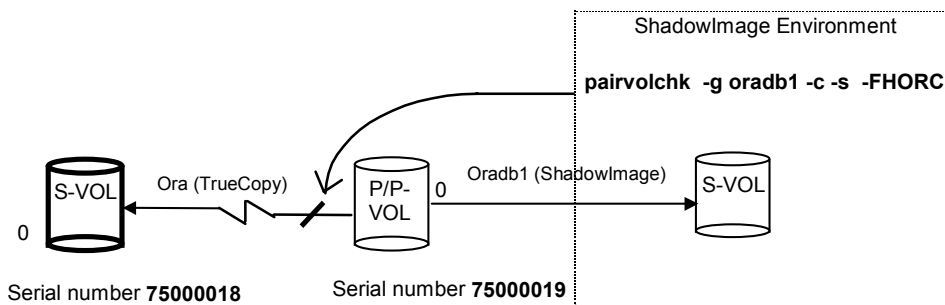 ShadowImage Environment
pairvolchk -g oradb1 -c -s -FHORC
S-VOL
0
Ora (TrueCopy)
P/P-
VOL
0
Oradb1 (ShadowImage)
S-VOL
Serial number 75000018
Serial number 75000019